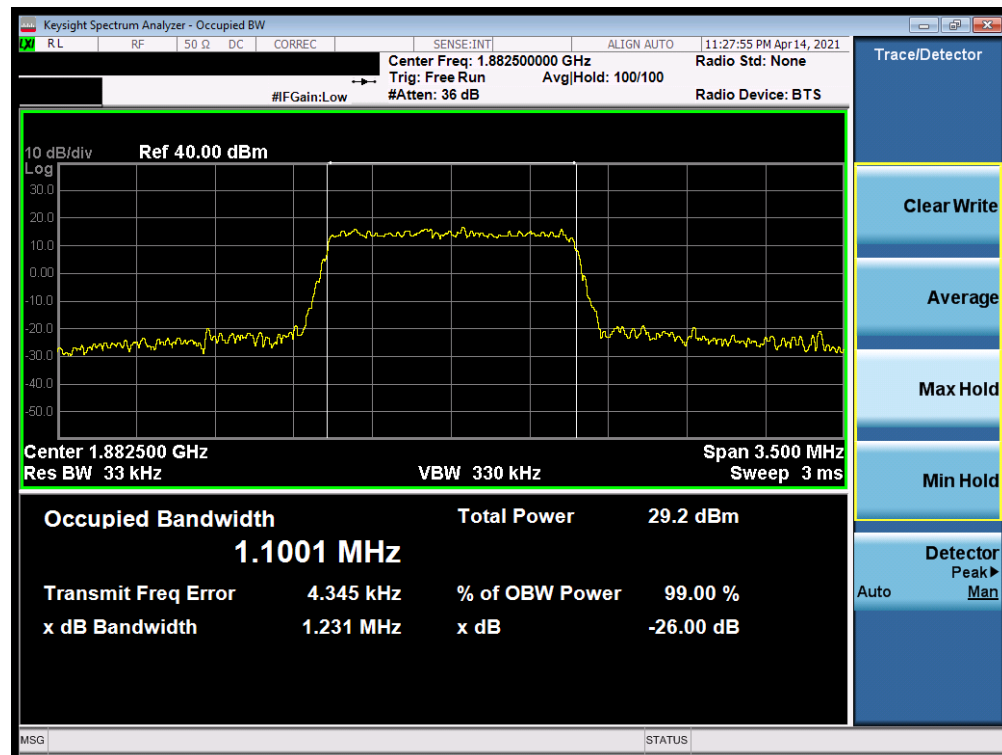 Keysight Spectrum Analyzer - Occupied BW
LXI RL RF 50 Ω DC CORREC SENSE:INT ALIGN AUTO 11:27:55 PM Apr 14, 2021
Center Freq: 1.882500000 GHz Radio Std: None
Trig: Free Run Avg|Hold: 100/100
#IFGain:Low #Atten: 36 dB Radio Device: BTS
10 dB/div Ref 40.00 dBm
Log
30.0
20.0
10.0
0.00
-10.0
-20.0
-30.0
-40.0
-50.0
Center 1.882500 GHz Span 3.500 MHz
Res BW 33 kHz VBW 330 kHz Sweep 3 ms
Occupied Bandwidth Total Power 29.2 dBm
1.1001 MHz
Transmit Freq Error 4.345 kHz % of OBW Power 99.00 %
x dB Bandwidth 1.231 MHz x dB -26.00 dB
MSG STATUS
Trace/Detector
Clear Write
Average
Max Hold
Min Hold
Detector
Peak▶
Auto Man